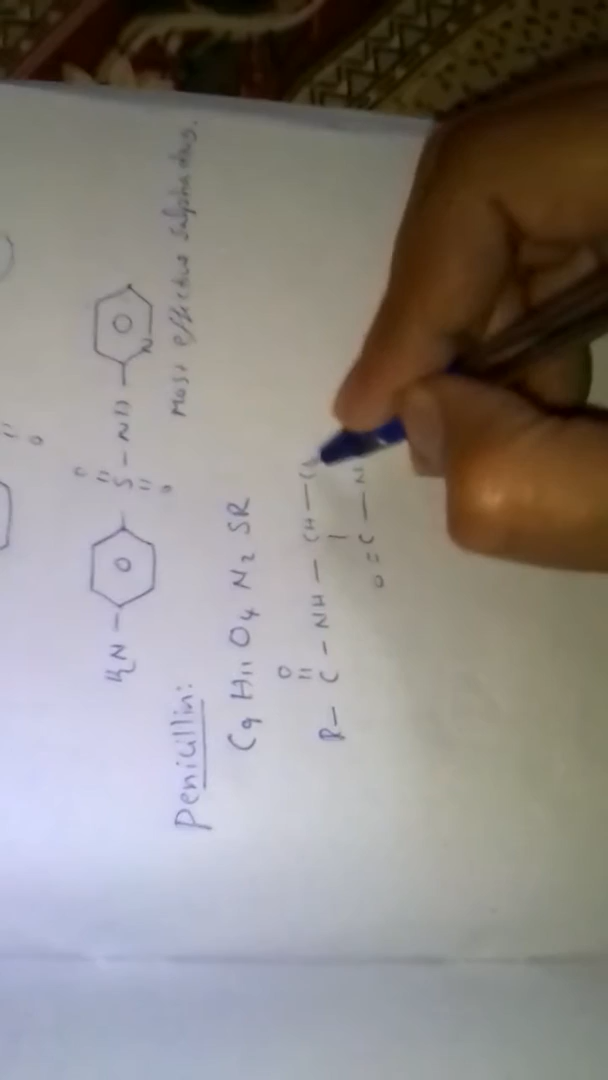 H₂N – S – NH – N
O O
Most effective Sulpha drug.
Penicillin:
C₉ H₁₁ O₄ N₂ SR
O
R – C – NH – CH – C
O = C – N